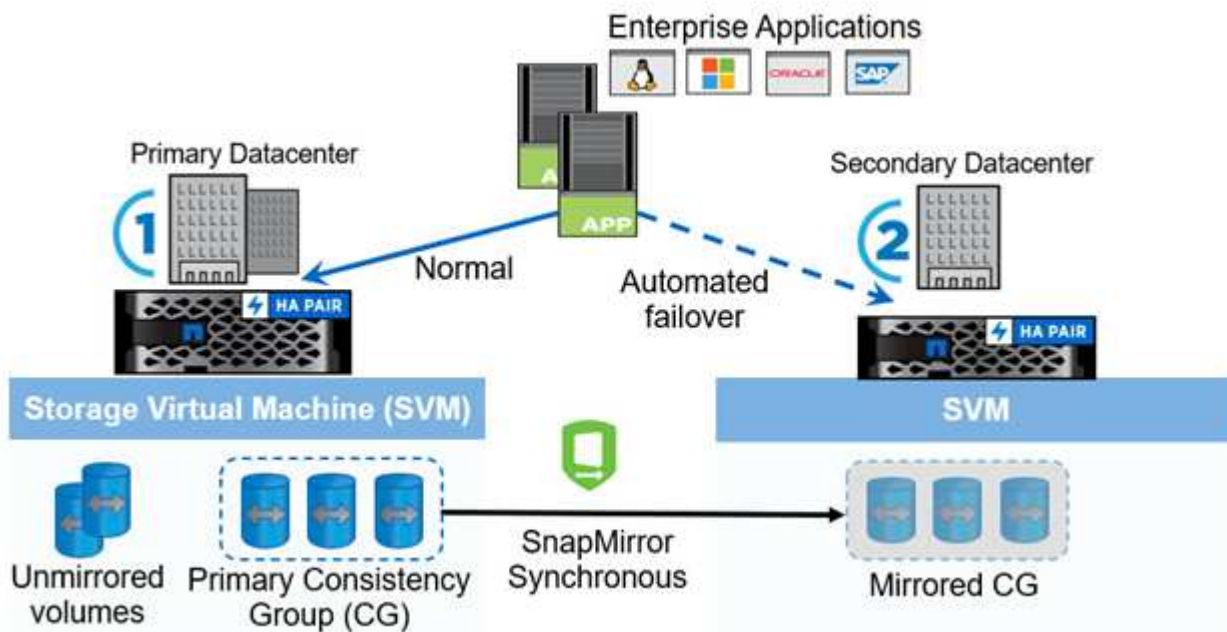 Enterprise Applications
ORACLE
SAP
Primary Datacenter
Secondary Datacenter
1
A
APP
2
Normal
Automated
failover
HA PAIR
HA PAIR
Storage Virtual Machine (SVM)
SVM
Unmirrored
volumes
Primary Consistency
Group (CG)
SnapMirror
Synchronous
Mirrored CG